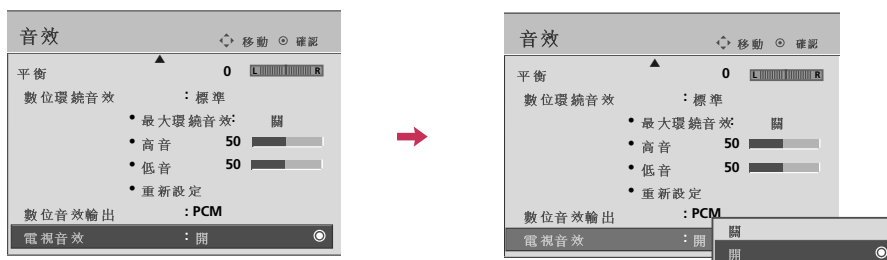 音效 移動 ⊙ 確認
平衡 0 L R
數位環繞音效 : 標準
• 最大環繞音效: 關
• 高音 50
• 低音 50
• 重新設定
數位音效輸出 : PCM
電視音效 : 開
音效 移動 ⊙ 確認
平衡 0 L R
數位環繞音效 : 標準
• 最大環繞音效: 關
• 高音 50
• 低音 50
• 重新設定
數位音效輸出 : PCM
電視音效 : 開
關
開